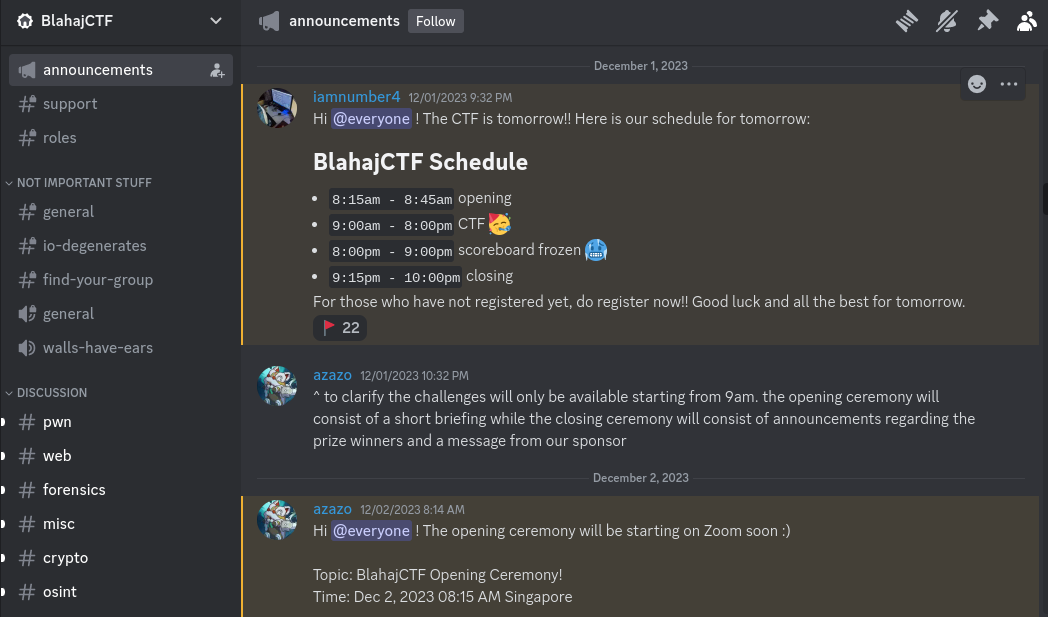 BlahajCTF
announcements
support
roles
NOT IMPORTANT STUFF
general
io-degenerates
find-your-group
general
walls-have-ears
DISCUSSION
pwn
web
forensics
misc
crypto
osint
announcements Follow
December 1, 2023
iamnumber4 12/01/2023 9:32 PM
Hi @everyone ! The CTF is tomorrow!! Here is our schedule for tomorrow:
BlahajCTF Schedule
• 8:15am - 8:45am opening
• 9:00am - 8:00pm CTF 🥳
• 8:00pm - 9:00pm scoreboard frozen 🥶
• 9:15pm - 10:00pm closing
For those who have not registered yet, do register now!! Good luck and all the best for tomorrow.
🚩 22
azazo 12/01/2023 10:32 PM
^ to clarify the challenges will only be available starting from 9am. the opening ceremony will
consist of a short briefing while the closing ceremony will consist of announcements regarding the
prize winners and a message from our sponsor
December 2, 2023
azazo 12/02/2023 8:14 AM
Hi @everyone ! The opening ceremony will be starting on Zoom soon :)
Topic: BlahajCTF Opening Ceremony!
Time: Dec 2, 2023 08:15 AM Singapore